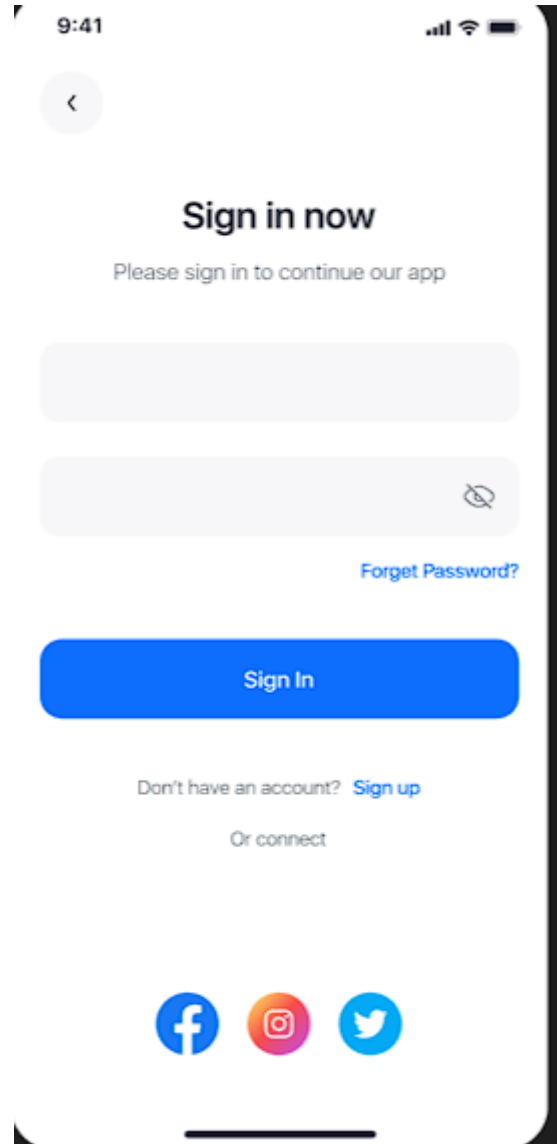 9:41
Sign in now
Please sign in to continue our app
Forget Password?
Sign In
Don't have an account? Sign up
Or connect